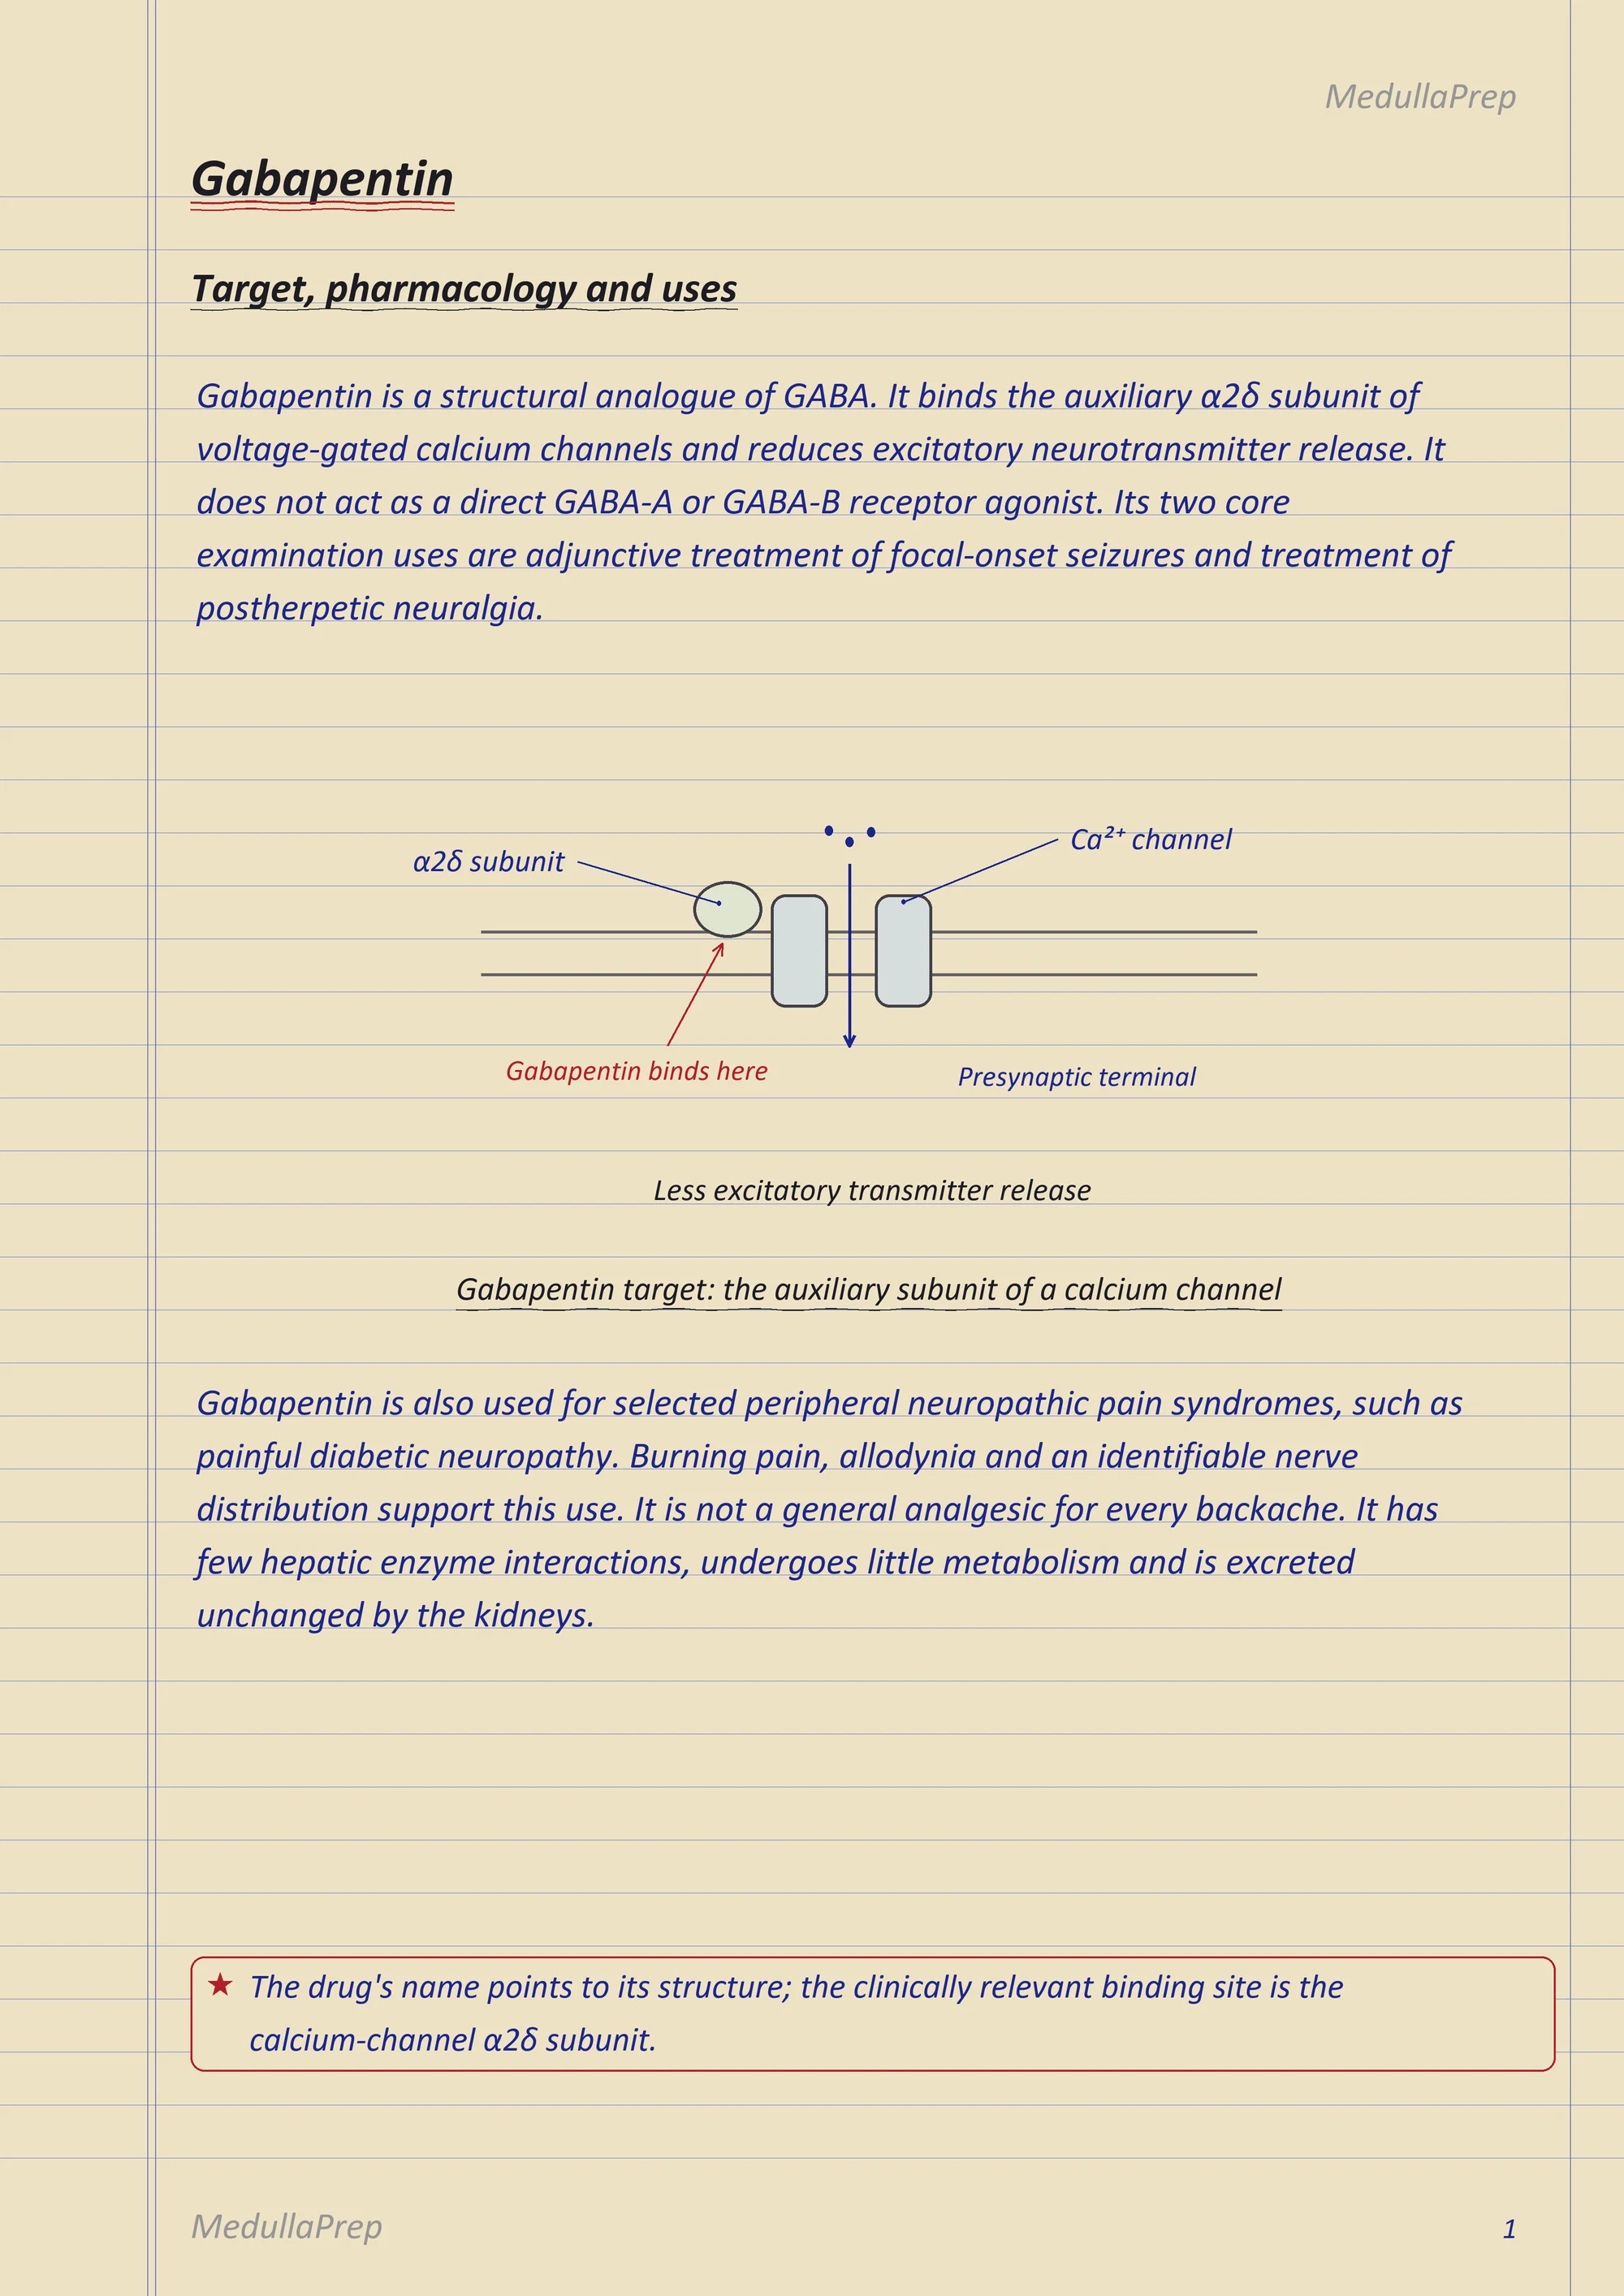 MedullaPrep
Gabapentin
Target, pharmacology and uses
Gabapentin is a structural analogue of GABA. It binds the auxiliary α2δ subunit of
voltage-gated calcium channels and reduces excitatory neurotransmitter release. It
does not act as a direct GABA-A or GABA-B receptor agonist. Its two core
examination uses are adjunctive treatment of focal-onset seizures and treatment of
postherpetic neuralgia.
Ca²⁺ channel
α2δ subunit
Gabapentin binds here
Presynaptic terminal
Less excitatory transmitter release
Gabapentin target: the auxiliary subunit of a calcium channel
Gabapentin is also used for selected peripheral neuropathic pain syndromes, such as
painful diabetic neuropathy. Burning pain, allodynia and an identifiable nerve
distribution support this use. It is not a general analgesic for every backache. It has
few hepatic enzyme interactions, undergoes little metabolism and is excreted
unchanged by the kidneys.
★ The drug's name points to its structure; the clinically relevant binding site is the
calcium-channel α2δ subunit.
MedullaPrep
1